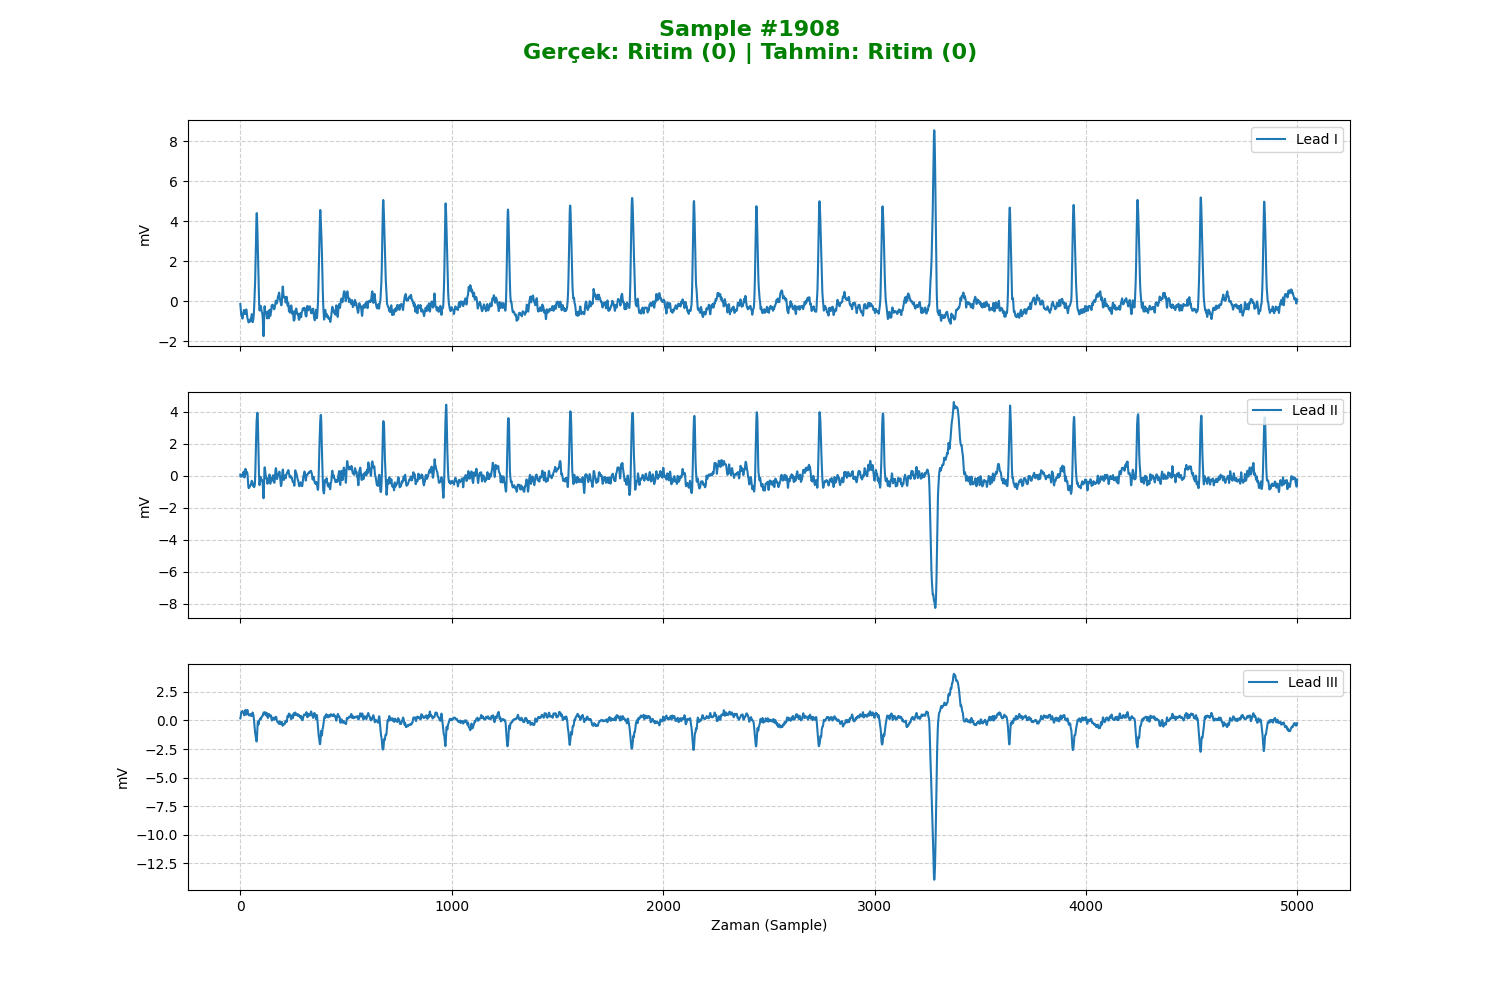 Sample #1908
Gerçek: Ritim (0) | Tahmin: Ritim (0)
Lead I
8
6
4
2
0
−2
mV
Lead II
4
2
0
−2
−4
−6
−8
mV
Lead III
2.5
0.0
−2.5
−5.0
−7.5
−10.0
−12.5
mV
0 1000 2000 3000 4000 5000
Zaman (Sample)